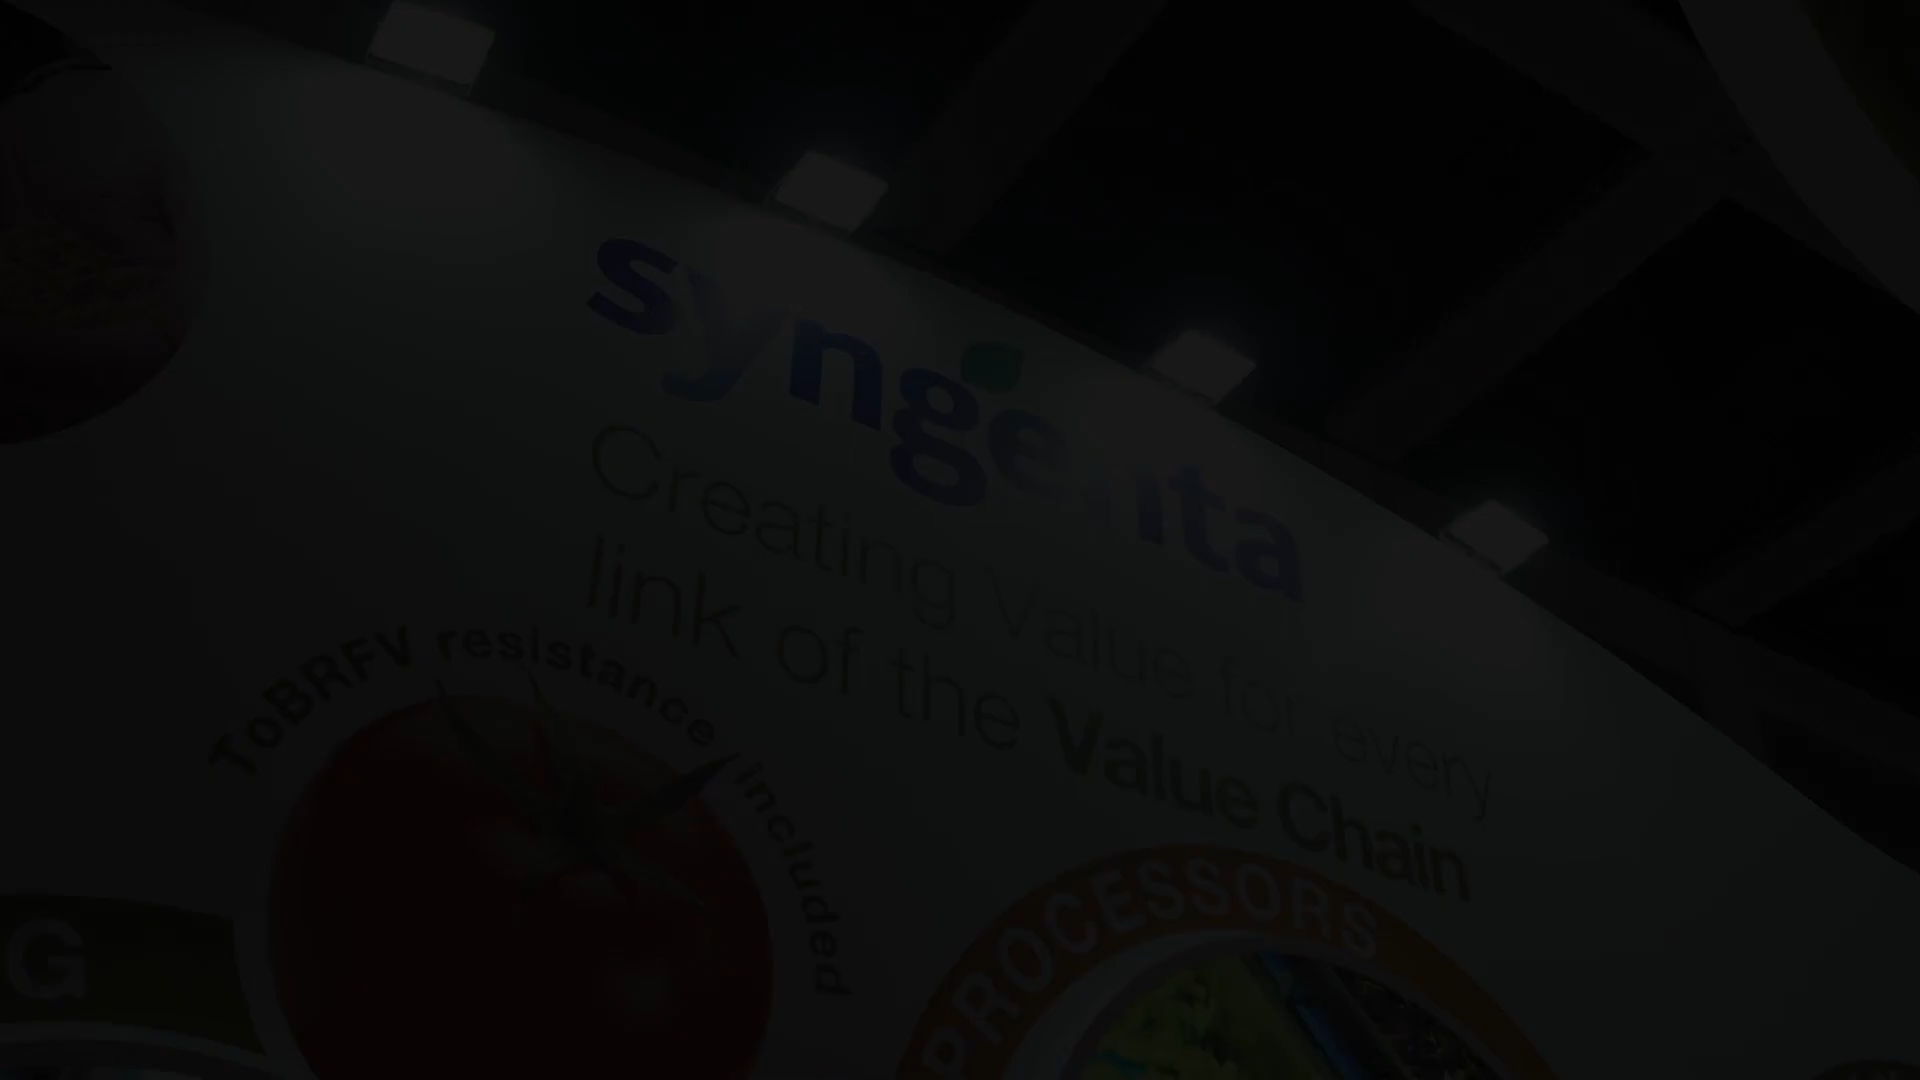 syngenta
Creating Value for every
link of the Value Chain
ToBRFV resistance included
PROCESSORS
G